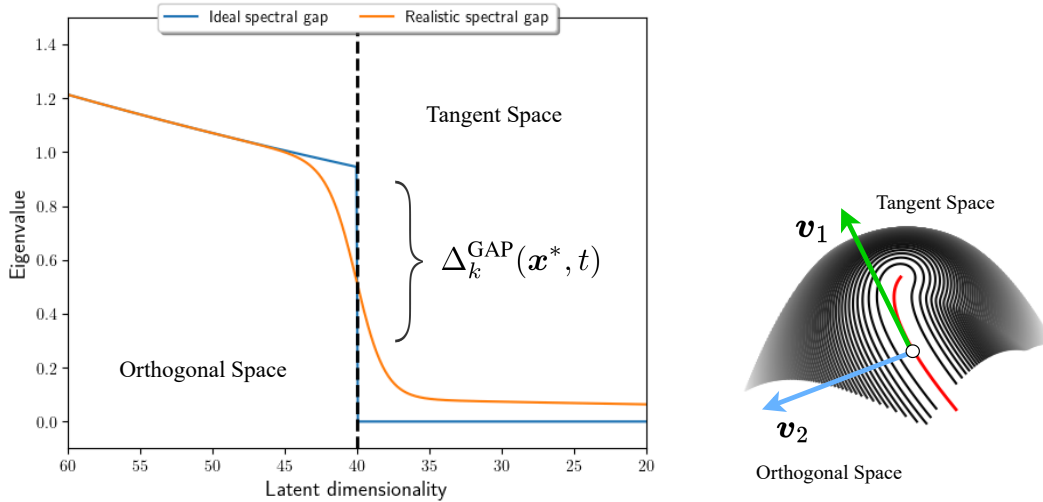 Ideal spectral gap Realistic spectral gap
1.4
1.2
1.0
0.8
0.6
0.4
0.2
0.0
Eigenvalue
Tangent Space
Δ_k^GAP(x*, t)
Orthogonal Space
60 55 50 45 40 35 30 25 20
Latent dimensionality
Tangent Space
v1
v2
Orthogonal Space